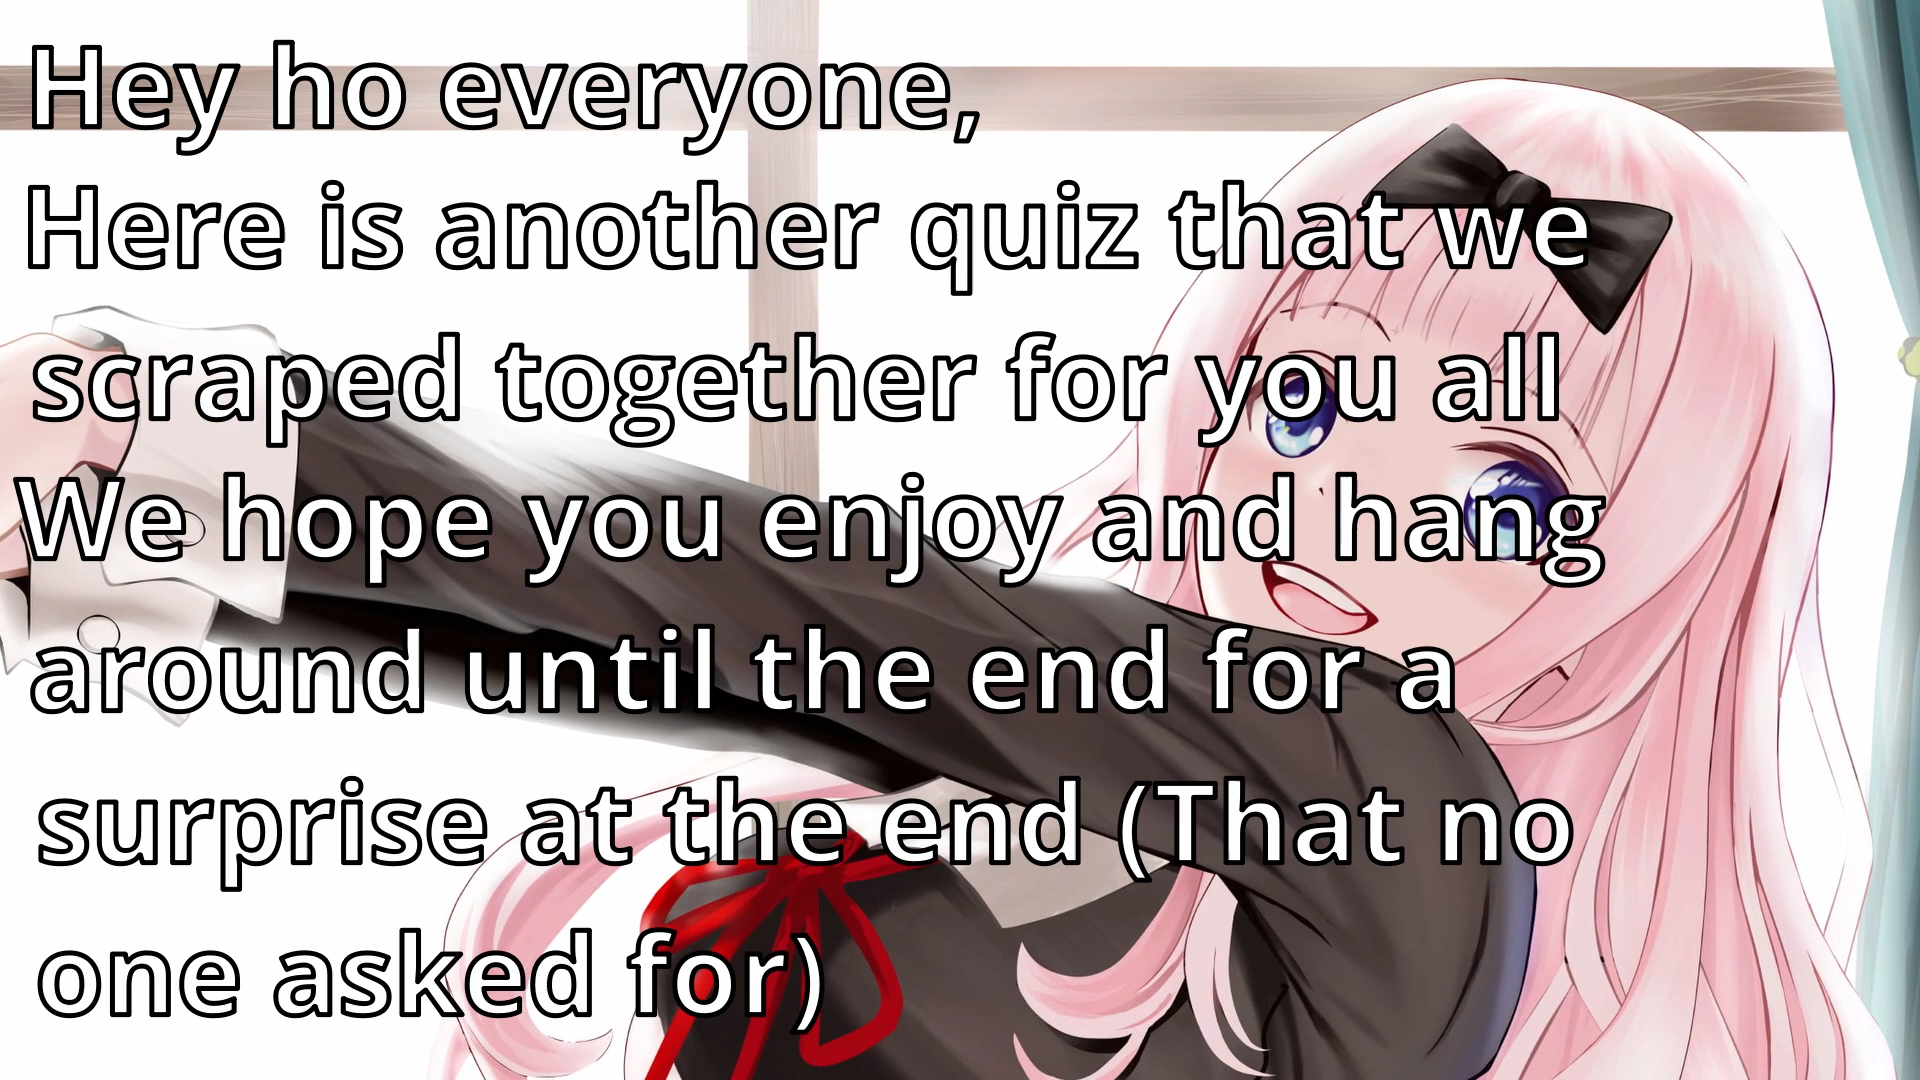 Hey ho everyone,
Here is another quiz that we
scraped together for you all
We hope you enjoy and hang
around until the end for a
surprise at the end (That no
one asked for)